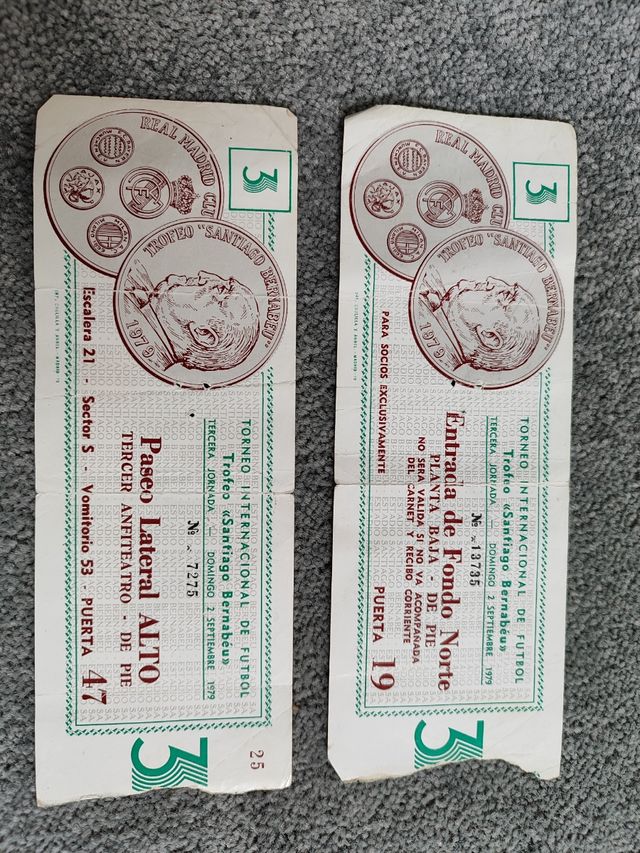 3
REAL MADRID CLU
TROFEO "SANTIAGO BERNABEU"
1979
TORNEO INTERNACIONAL DE FUTBOL
Trofeo «Santiago Bernabéu»
TERCERA JORNADA — DOMINGO 2 SEPTIEMBRE 1979
Nº 7275
Paseo Lateral ALTO
TERCER ANFITEATRO - DE PIE
Escalera 21 - Sector S - Vomitorio 53 PUERTA 47
3
25
3
REAL MADRID CLU
TROFEO "SANTIAGO BERNABEU"
1979
TORNEO INTERNACIONAL DE FUTBOL
Trofeo «Santiago Bernabéu»
TERCERA JORNADA — DOMINGO 2 SEPTIEMBRE 1979
Nº 13735
Entrada de Fondo Norte
PLANTA BAJA - DE PIE
NO SERA VALIDA SI NO VA ACOMPAÑADA
DEL CARNET Y RECIBO CORRIENTE
PARA SOCIOS EXCLUSIVAMENTE
PUERTA 19
3